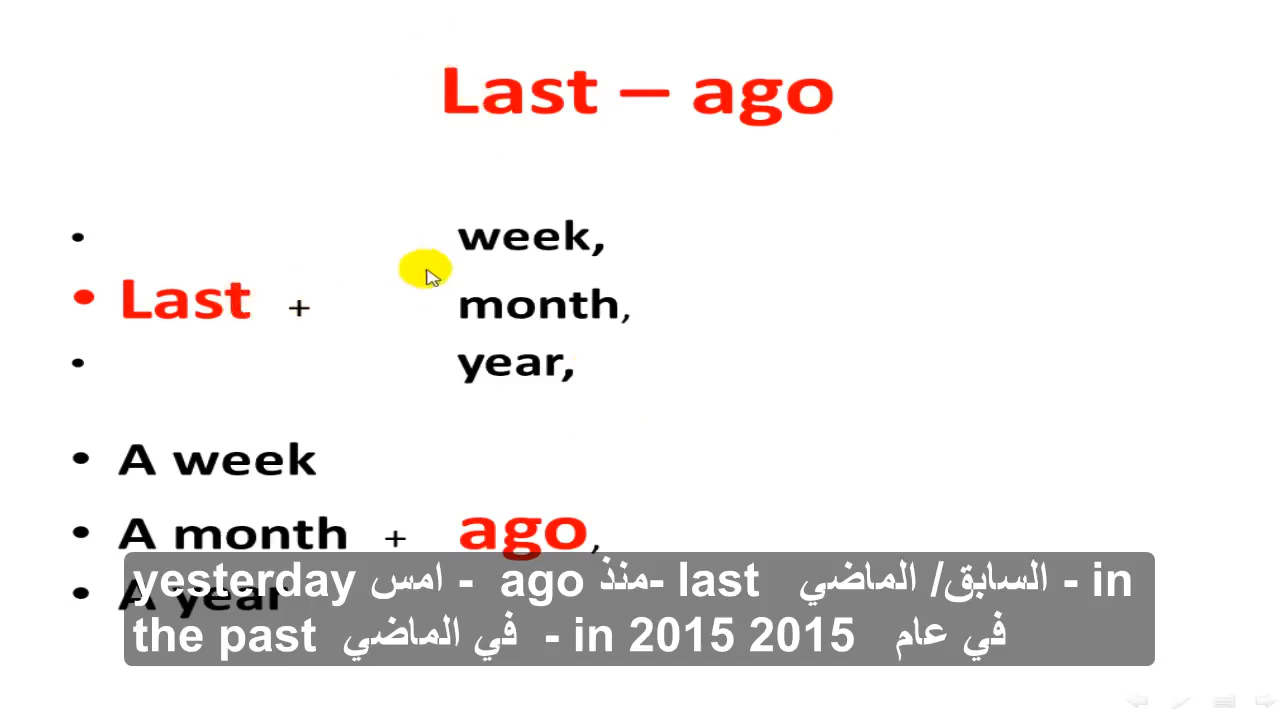 Last – ago
• week,
• Last + month,
• year,
• A week
• A month + ago,
• A year
yesterday امس - ago منذ -last السابق/ الماضي - in
the past في الماضي - in 2015 2015 في عام